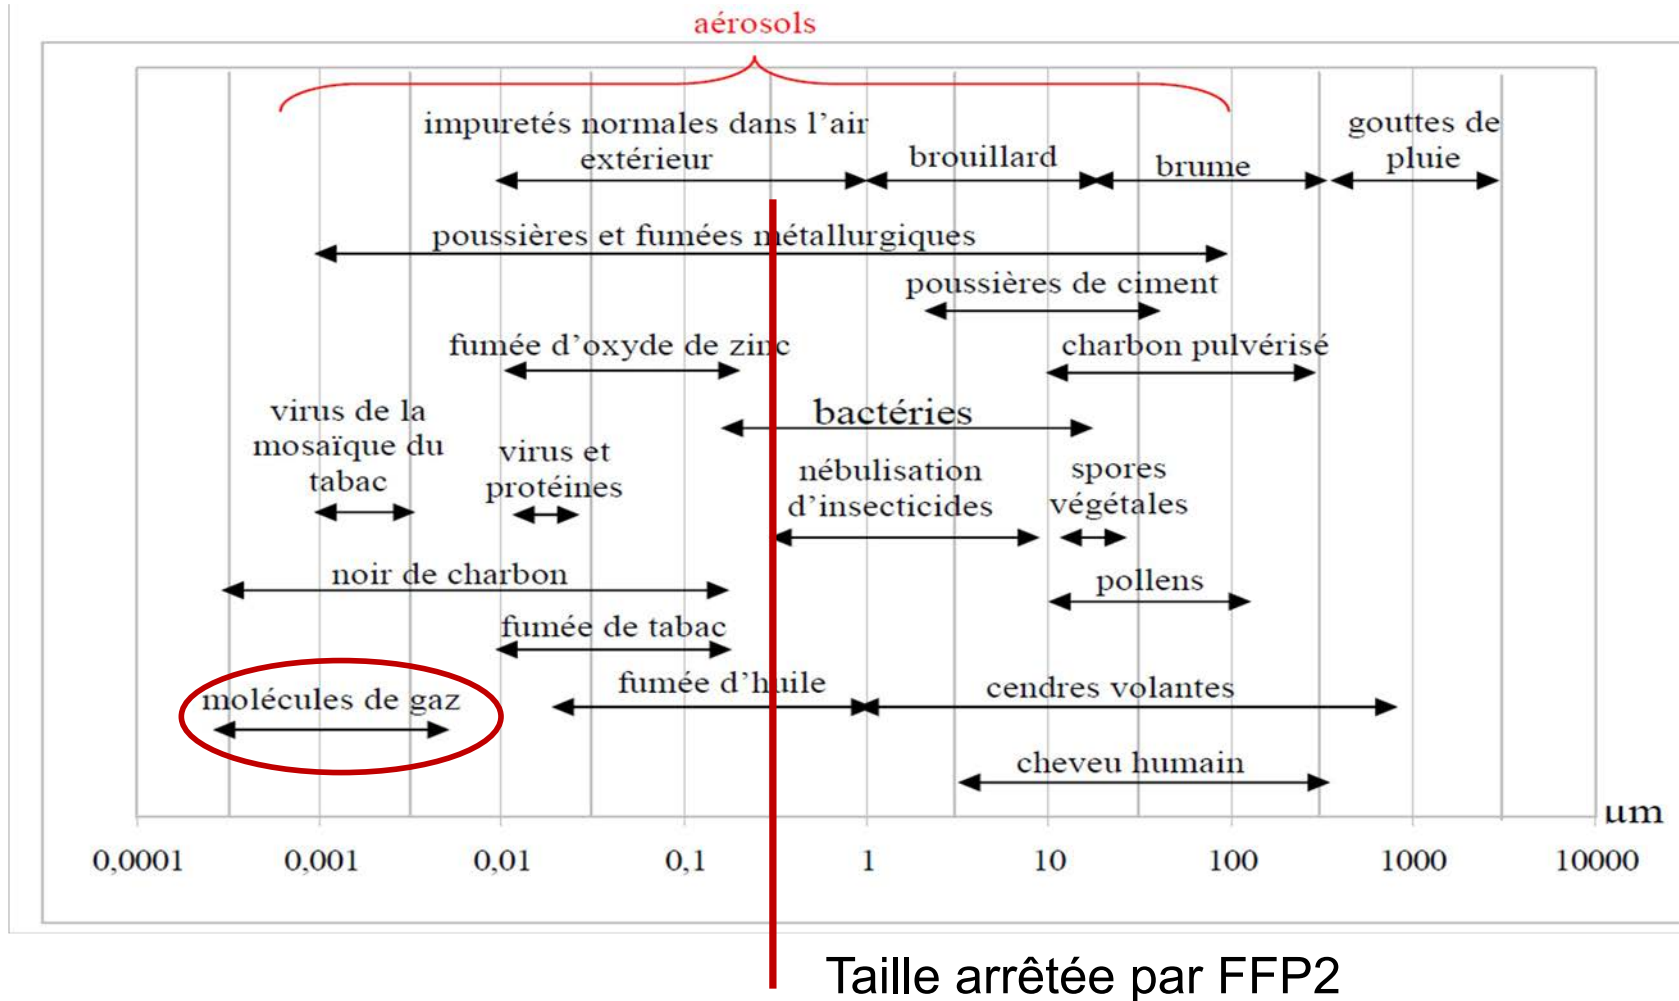 aérosols
impuretés normales dans l’air
extérieur
brouillard
brume
gouttes de
pluie
poussières et fumées métallurgiques
poussières de ciment
fumée d’oxyde de zinc
charbon pulvérisé
virus de la
mosaïque du
tabac
virus et
protéines
bactéries
nébulisation
d’insecticides
spores
végétales
noir de charbon
pollens
fumée de tabac
molécules de gaz
fumée d’huile
cendres volantes
cheveu humain
µm
0,0001 0,001 0,01 0,1 1 10 100 1000 10000
Taille arrêtée par FFP2